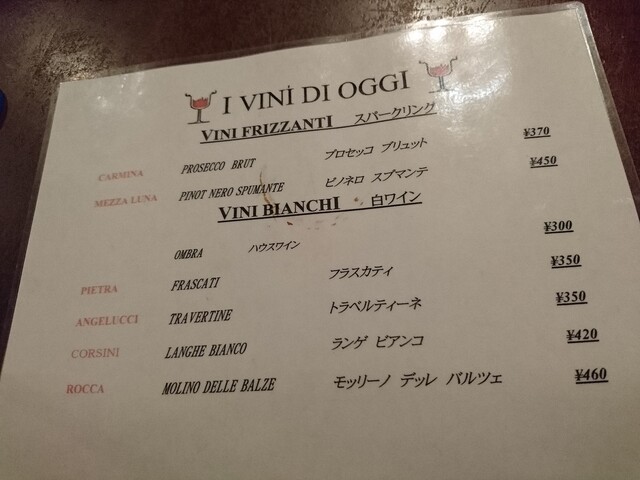 I VINİ DI OGGI
VINI FRIZZANTI スパークリング
CARMINA PROSECCO BRUT プロセッコ ブリュット ¥370
MEZZA LUNA PINOT NERO SPUMANTE ピノネロ スプマンテ ¥450
VINI BIANCHI 白ワイン
OMBRA ハウスワイン ¥300
PIETRA FRASCATI フラスカティ ¥350
ANGELUCCI TRAVERTINE トラベルティーネ ¥350
CORSINI LANGHE BIANCO ランゲ ビアンコ ¥420
ROCCA MOLINO DELLE BALZE モッリーノ デッレ バルツェ ¥460